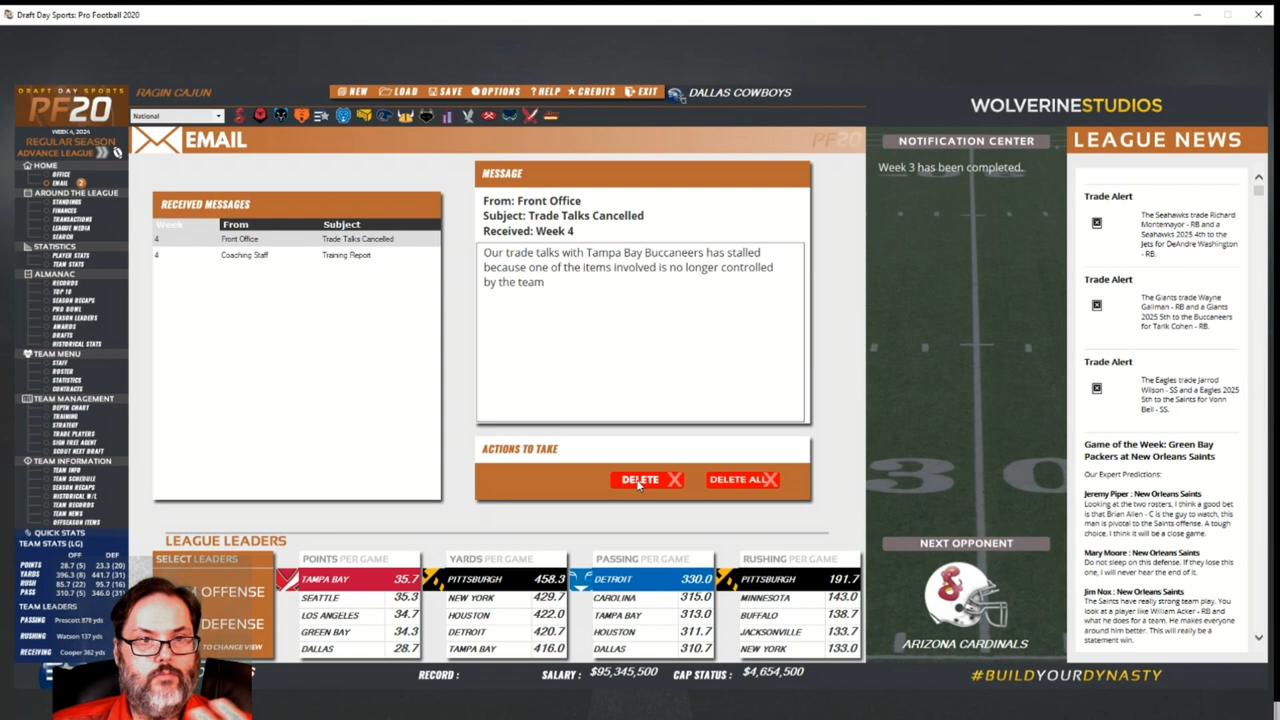 Draft Day Sports: Pro Football 2020
DRAFT DAY SPORTS
PF20
WEEK 4, 2024
REGULAR SEASON
ADVANCE LEAGUE
RAGIN CAJUN
NEW LOAD SAVE OPTIONS ? HELP CREDITS EXIT
DALLAS COWBOYS
National
WOLVERINESTUDIOS
HOME
OFFICE
EMAIL 2
AROUND THE LEAGUE
STANDINGS
FINANCES
TRANSACTIONS
LEAGUE MEDIA
SEARCH
STATISTICS
PLAYER STATS
TEAM STATS
ALMANAC
RECORDS
TOP 10
SEASON RECAPS
PRO BOWL
SEASON LEADERS
AWARDS
DRAFTS
HISTORICAL STATS
TEAM MENU
STAFF
ROSTER
STATISTICS
CONTRACTS
TEAM MANAGEMENT
DEPTH CHART
TRAINING
STRATEGY
TRADE PLAYERS
SIGN FREE AGENT
SCOUT NEXT DRAFT
TEAM INFORMATION
TEAM INFO
TEAM SCHEDULE
SEASON RECAPS
HISTORICAL W/L
TEAM RECORDS
TEAM NEWS
OFFSEASON ITEMS
QUICK STATS
TEAM STATS (LG)
OFF DEF
POINTS 28.7 (5) 23.3 (20)
YARDS 396.3 (8) 441.7 (31)
RUSH 85.7 (22) 95.7 (16)
PASS 310.7 (5) 346.0 (31)
TEAM LEADERS
PASSING Prescott 878 yds
RUSHING Watson 137 yds
RECEIVING Cooper 362 yds
EMAIL
PF20
RECEIVED MESSAGES
Week From Subject
4 Front Office Trade Talks Cancelled
4 Coaching Staff Training Report
MESSAGE
From: Front Office
Subject: Trade Talks Cancelled
Received: Week 4
Our trade talks with Tampa Bay Buccaneers has stalled
because one of the items involved is no longer controlled
by the team
ACTIONS TO TAKE
DELETE X
DELETE ALL X
LEAGUE LEADERS
SELECT LEADERS
OFFENSE
DEFENSE
TO CHANGE VIEW
POINTS PER GAME
TAMPA BAY 35.7
SEATTLE 35.3
LOS ANGELES 34.7
GREEN BAY 34.3
DALLAS 28.7
YARDS PER GAME
PITTSBURGH 458.3
NEW YORK 429.7
HOUSTON 422.0
DETROIT 420.7
TAMPA BAY 416.0
PASSING PER GAME
DETROIT 330.0
CAROLINA 315.0
TAMPA BAY 313.0
HOUSTON 311.7
DALLAS 310.7
RUSHING PER GAME
PITTSBURGH 191.7
MINNESOTA 143.0
BUFFALO 138.7
JACKSONVILLE 133.7
NEW YORK 133.0
RECORD :
SALARY : $95,345,500
CAP STATUS : $4,654,500
NOTIFICATION CENTER
Week 3 has been completed.
30
NEXT OPPONENT
ARIZONA CARDINALS
LEAGUE NEWS
Trade Alert
The Seahawks trade Richard
Montemayor - RB and a
Seahawks 2025 4th to the
Jets for DeAndre Washington
- RB.
Trade Alert
The Giants trade Wayne
Gallman - RB and a Giants
2025 5th to the Buccaneers
for Tarik Cohen - RB.
Trade Alert
The Eagles trade Jarrod
Wilson - SS and a Eagles 2025
5th to the Saints for Vonn
Bell - SS.
Game of the Week: Green Bay
Packers at New Orleans Saints
Our Expert Predictions:
Jeremy Piper : New Orleans Saints
Looking at the two rosters, I think a good bet
is that Brian Allen - C is the guy to watch, this
man is pivotal to the Saints offense. A tough
choice. I think it will be a close game.
Mary Moore : New Orleans Saints
Do not sleep on this defense. If they lose this
one, I will never hear the end of it.
Jim Nox : New Orleans Saints
The Saints have really strong team play. You
look at a player like William Acker - RB and
what he does for a team. He makes everyone
around him better. This will really be a
statement win.
#BUILDYOURDYNASTY